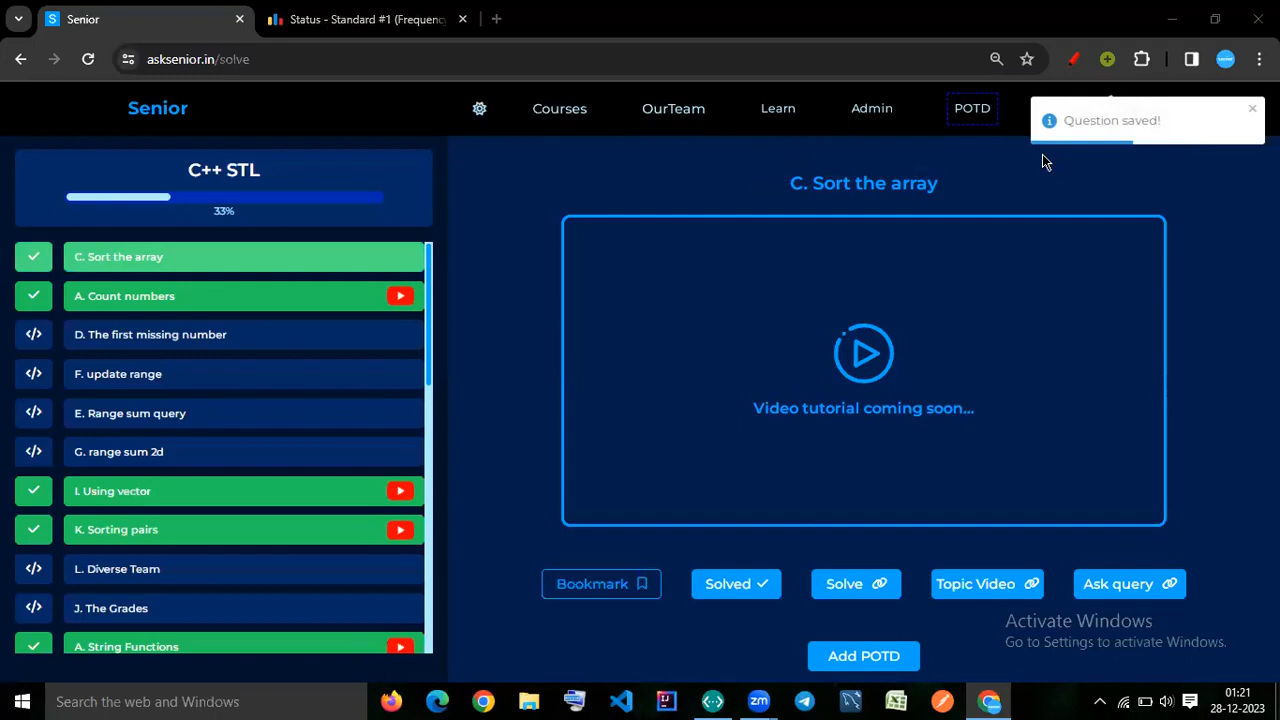 Senior
Status - Standard #1 (Frequency
asksenior.in/solve
Senior
Courses
OurTeam
Learn
Admin
POTD
Question saved!
C++ STL
33%
C. Sort the array
A. Count numbers
D. The first missing number
F. update range
E. Range sum query
G. range sum 2d
I. Using vector
K. Sorting pairs
L. Diverse Team
J. The Grades
A. String Functions
C. Sort the array
Video tutorial coming soon...
Bookmark
Solved
Solve
Topic Video
Ask query
Add POTD
Activate Windows
Go to Settings to activate Windows.
Search the web and Windows
zm
01:21
28-12-2023